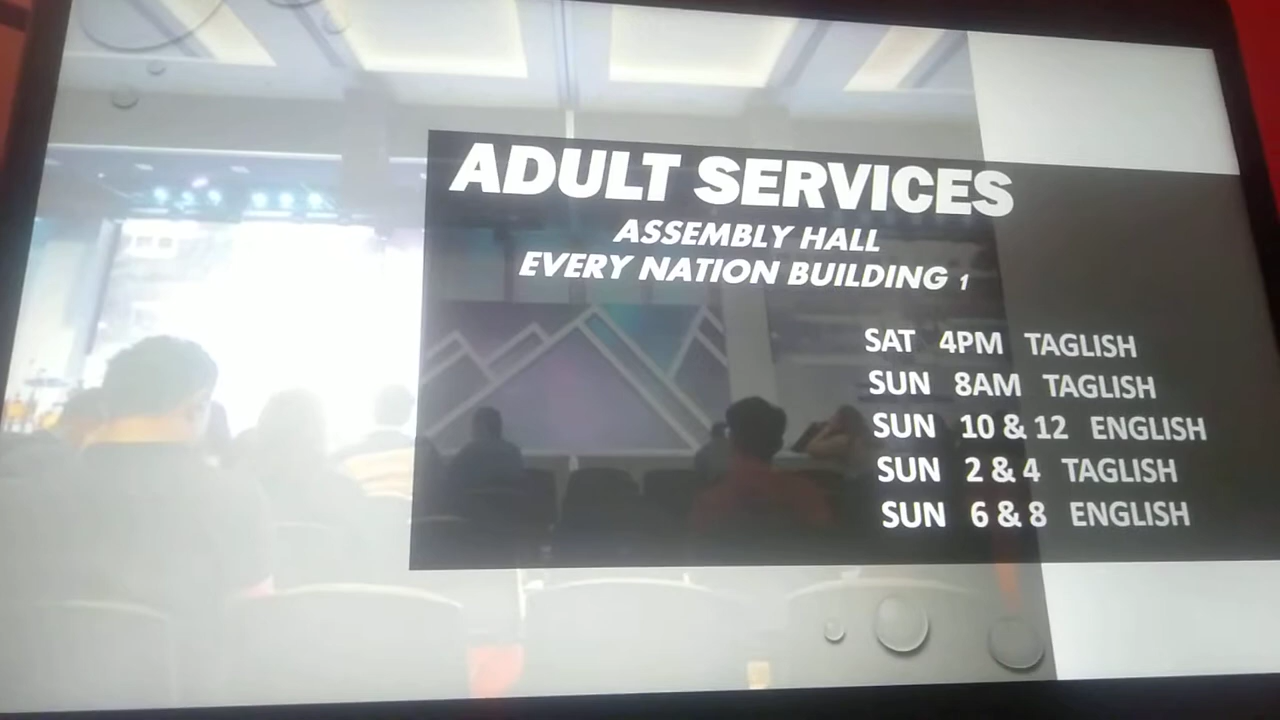 ADULT SERVICES
ASSEMBLY HALL
EVERY NATION BUILDING 1
SAT 4PM TAGLISH
SUN 8AM TAGLISH
SUN 10 & 12 ENGLISH
SUN 2 & 4 TAGLISH
SUN 6 & 8 ENGLISH